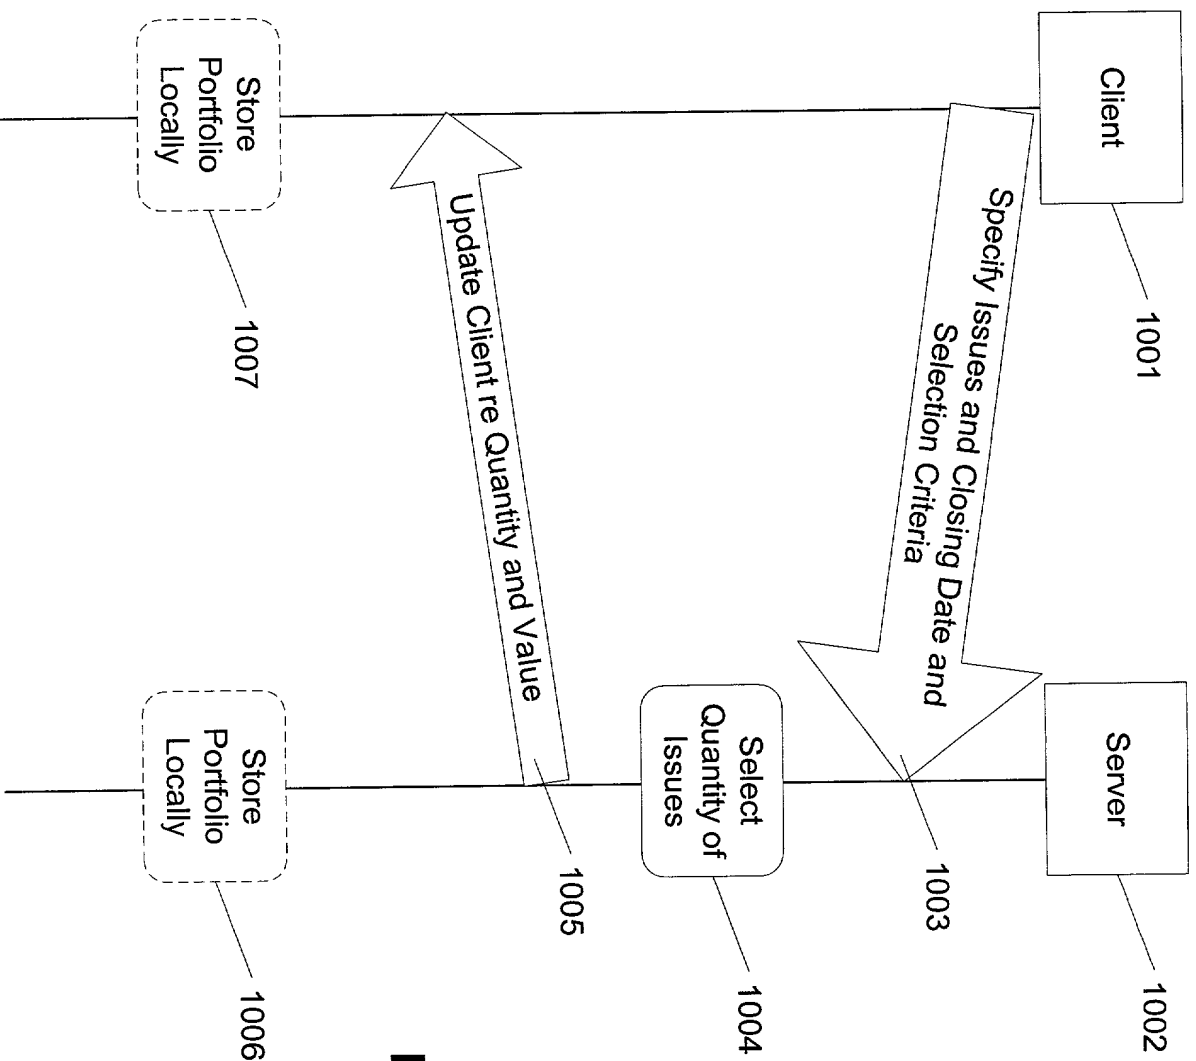 Client
1001
Server
1002
Specify Issues and Closing Date and
Selection Criteria
1003
Select
Quantity of
Issues
1004
Update Client re Quantity and Value
1005
Store
Portfolio
Locally
1007
Store
Portfolio
Locally
1006